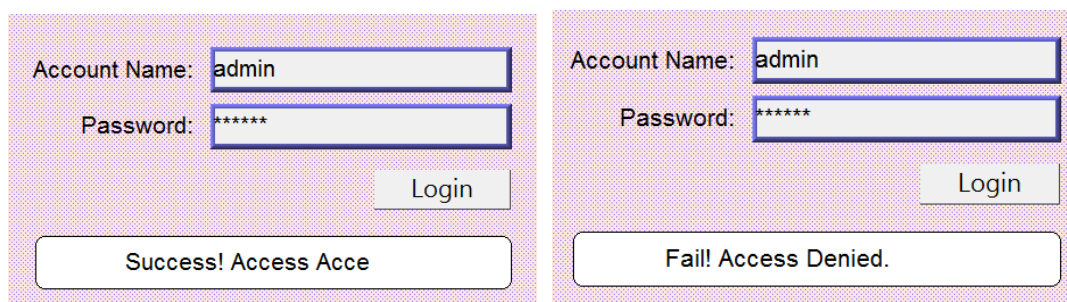 Account Name: admin
Password: ******
Login
Success! Access Acce
Account Name: admin
Password: ******
Login
Fail! Access Denied.